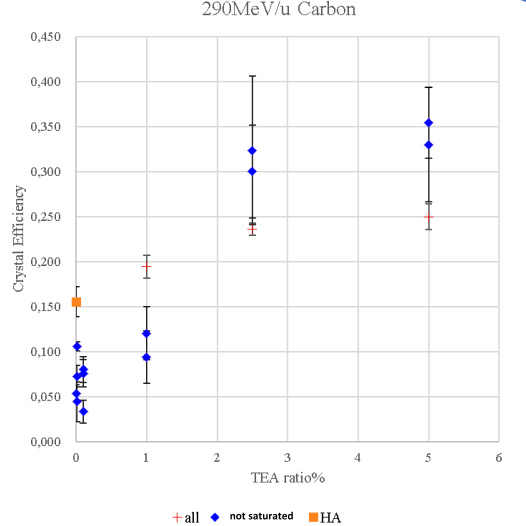 290MeV/u Carbon
0,450
0,400
0,350
0,300
0,250
0,200
0,150
0,100
0,050
0,000
Crystal Efficiency
0 1 2 3 4 5 6
TEA ratio%
all not saturated HA